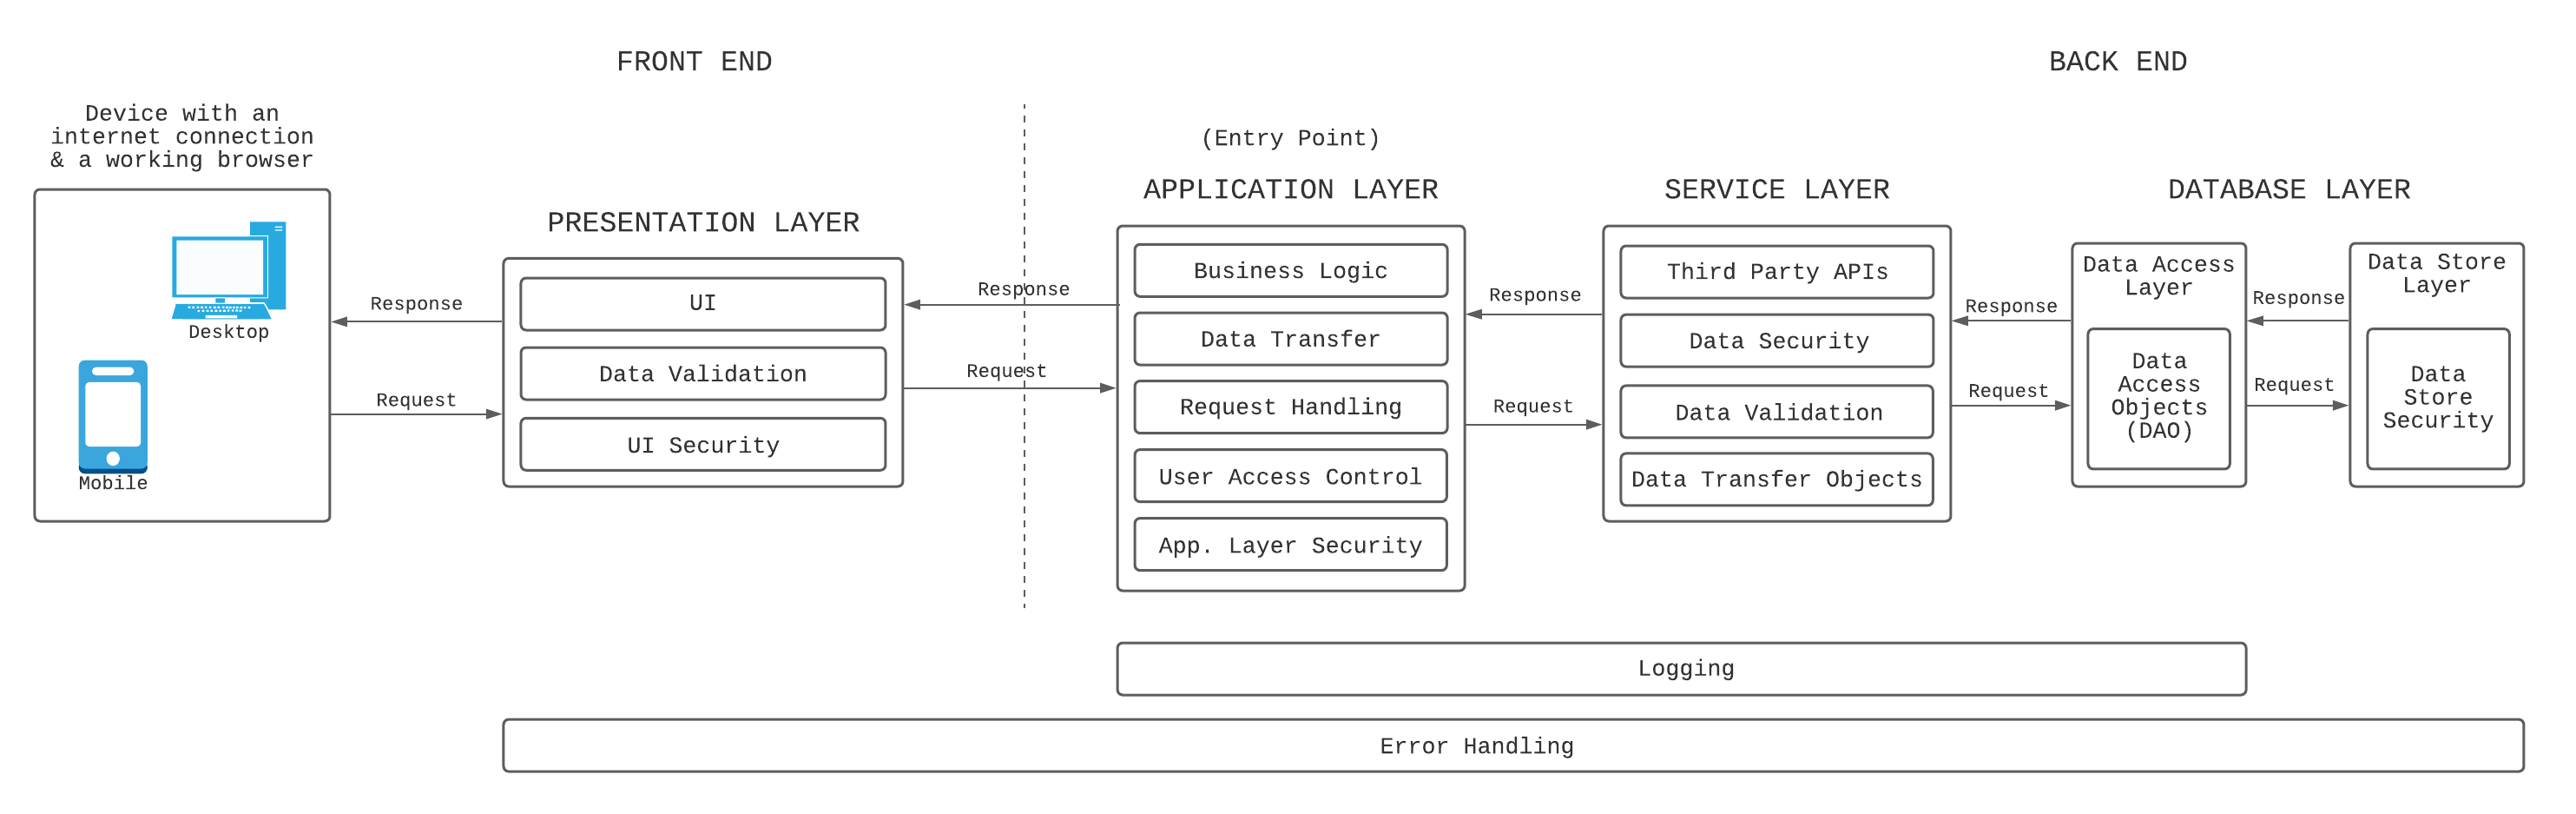 FRONT END
BACK END
Device with an
internet connection
& a working browser
Desktop
Mobile
Response
Request
PRESENTATION LAYER
UI
Data Validation
UI Security
Response
Request
(Entry Point)
APPLICATION LAYER
Business Logic
Data Transfer
Request Handling
User Access Control
App. Layer Security
Response
Request
SERVICE LAYER
Third Party APIs
Data Security
Data Validation
Data Transfer Objects
Response
Request
DATABASE LAYER
Data Access
Layer
Data
Access
Objects
(DAO)
Response
Request
Data Store
Layer
Data
Store
Security
Logging
Error Handling